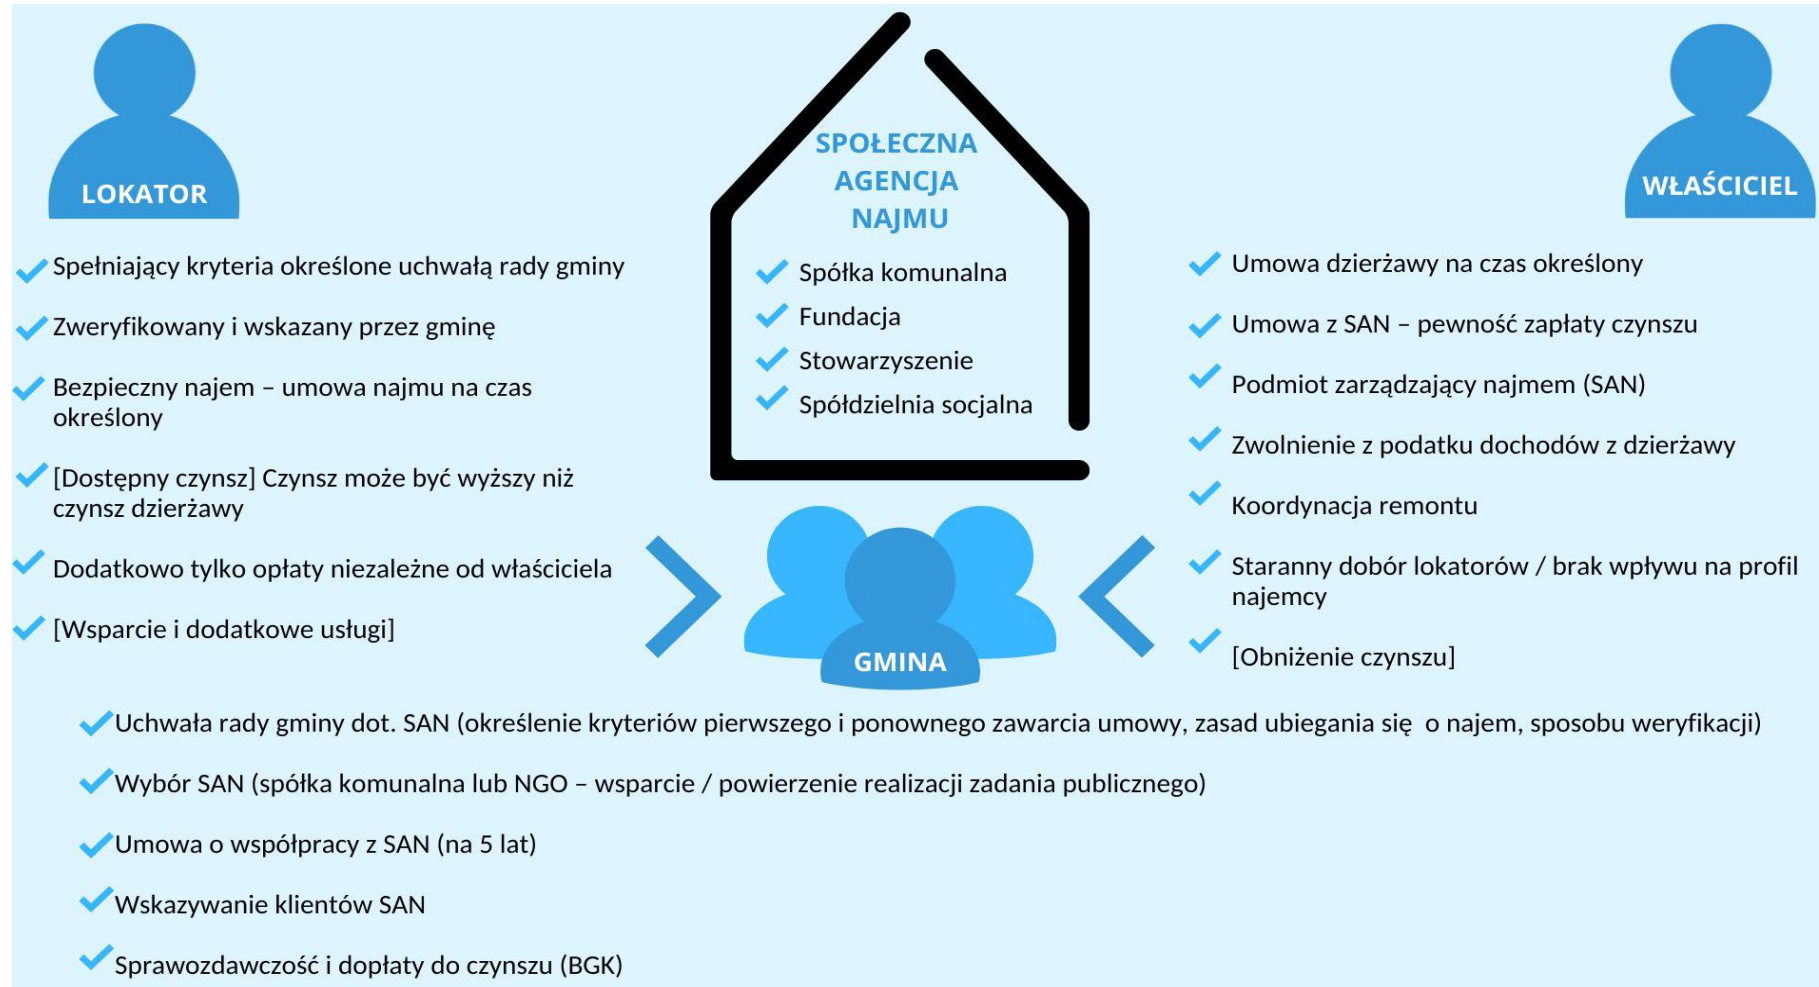 LOKATOR
Spełniający kryteria określone uchwałą rady gminy
Zweryfikowany i wskazany przez gminę
Bezpieczny najem – umowa najmu na czas
określony
[Dostępny czynsz] Czynsz może być wyższy niż
czynsz dzierżawy
Dodatkowo tylko opłaty niezależne od właściciela
[Wsparcie i dodatkowe usługi]
SPOŁECZNA
AGENCJA
NAJMU
Spółka komunalna
Fundacja
Stowarzyszenie
Spółdzielnia socjalna
WŁAŚCICIEL
Umowa dzierżawy na czas określony
Umowa z SAN – pewność zapłaty czynszu
Podmiot zarządzający najmem (SAN)
Zwolnienie z podatku dochodów z dzierżawy
Koordynacja remontu
Staranny dobór lokatorów / brak wpływu na profil
najemcy
[Obniżenie czynszu]
GMINA
Uchwała rady gminy dot. SAN (określenie kryteriów pierwszego i ponownego zawarcia umowy, zasad ubiegania się o najem, sposobu weryfikacji)
Wybór SAN (spółka komunalna lub NGO – wsparcie / powierzenie realizacji zadania publicznego)
Umowa o współpracy z SAN (na 5 lat)
Wskazywanie klientów SAN
Sprawozdawczość i dopłaty do czynszu (BGK)